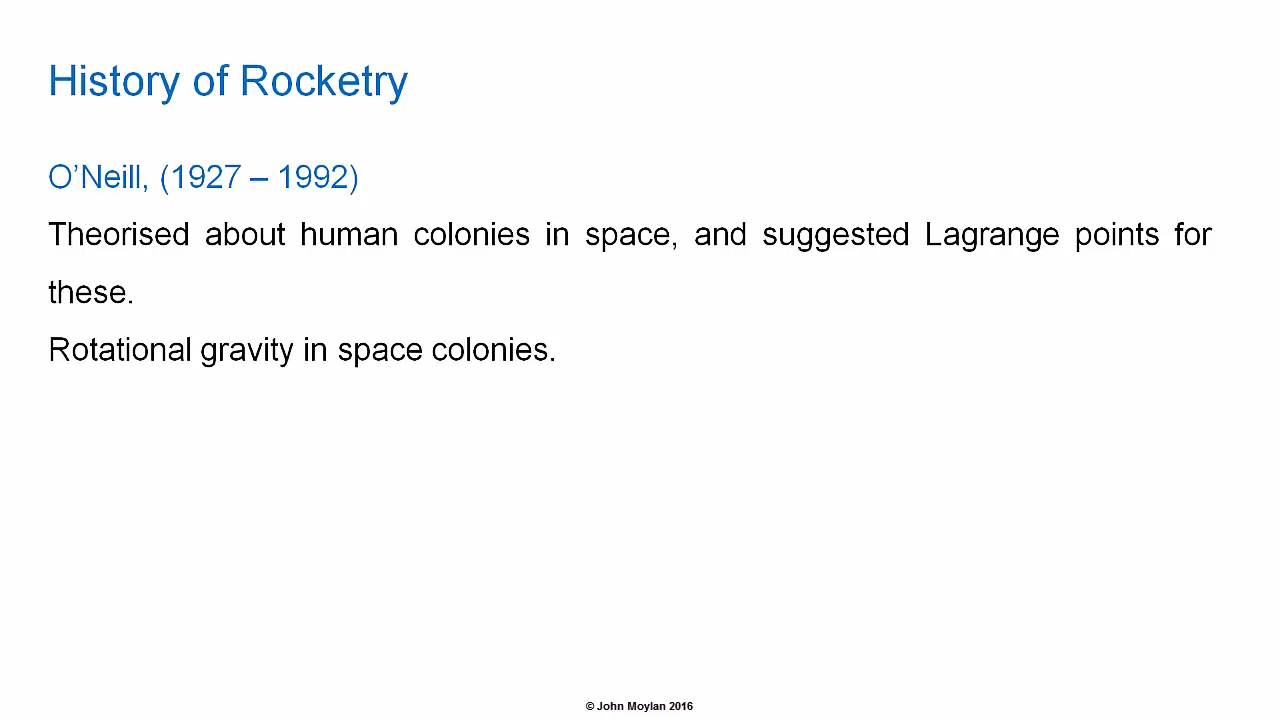 History of Rocketry
O’Neill, (1927 – 1992)
Theorised about human colonies in space, and suggested Lagrange points for
these.
Rotational gravity in space colonies.
© John Moylan 2016